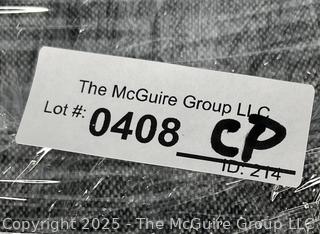 The McGuire Group LLC
Lot #: 0408 CP
ID: 214
Copyright 2025 - The McGuire Group LLC